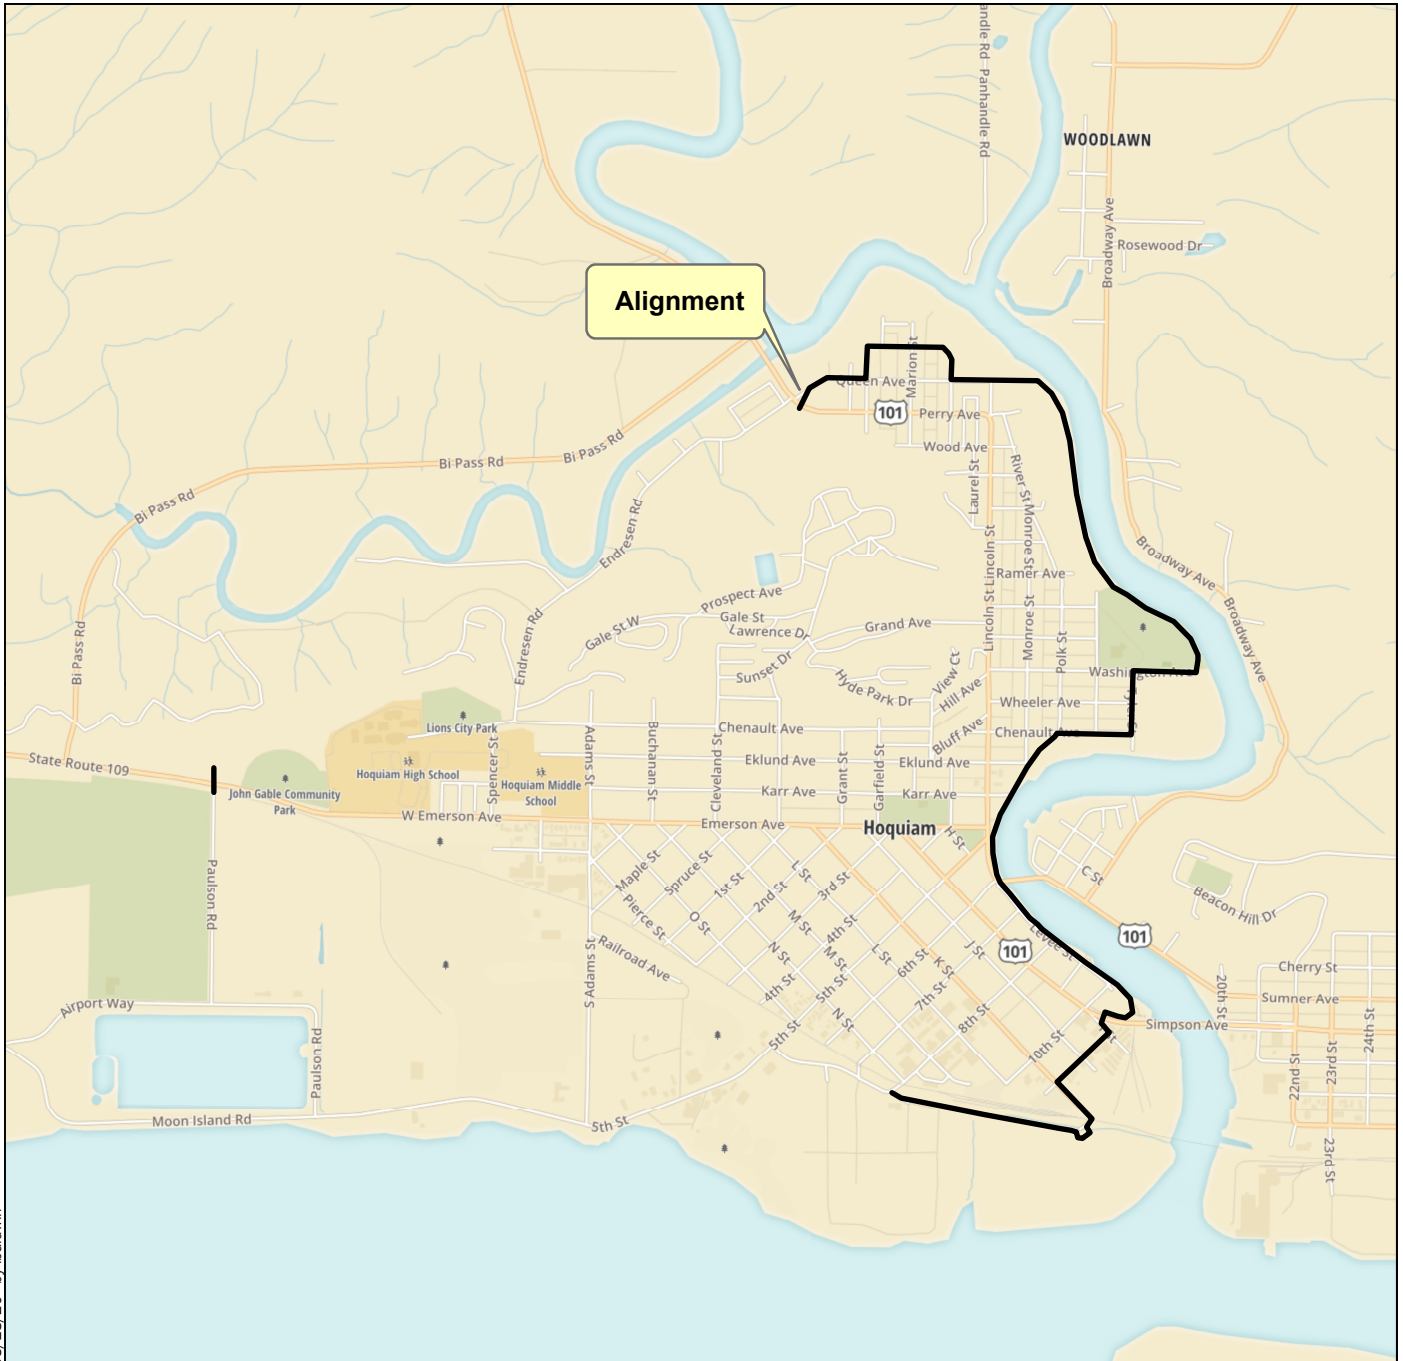 andle Rd
Panhandle Rd
WOODLAWN
Broadway Ave
Rosewood Dr
Alignment
Marion St
Queen Ave
101
Perry Ave
Wood Ave
Laurel St
River St
Monroe St
Bi Pass Rd
Bi Pass Rd
Bi Pass Rd
Bi Pass Rd
Endresen Rd
Endresen Rd
Lincoln St
Lincoln St
Ramer Ave
Broadway Ave
Broadway Ave
Prospect Ave
Gale St
Gale St W
Lawrence Dr
Grand Ave
Monroe St
Polk St
Sunset Dr
Hyde Park Dr
View Ct
Hill Ave
Washington Ave
Wheeler Ave
Lions City Park
Chenault Ave
Bluff Ave
Chenault Ave
State Route 109
Hoquiam High School
Spencer St
Hoquiam Middle
School
Adams St
Buchanan St
Cleveland St
Eklund Ave
Grant St
Garfield St
Eklund Ave
John Gable Community
Park
Karr Ave
Karr Ave
W Emerson Ave
Emerson Ave
Hoquiam
H St
Paulson Rd
Maple St
Spruce St
1st St
2nd St
L St
3rd St
C St
Beacon Hill Dr
Pierce St
O St
M St
4th St
Levee St
101
101
Railroad Ave
S Adams St
N St
M St
L St
6th St
K St
J St
4th St
5th St
7th St
Cherry St
20th St
Sumner Ave
Airport Way
N St
8th St
Simpson Ave
24th St
Paulson Rd
5th St
10th St
22nd St
23rd St
Moon Island Rd
5th St
23rd St